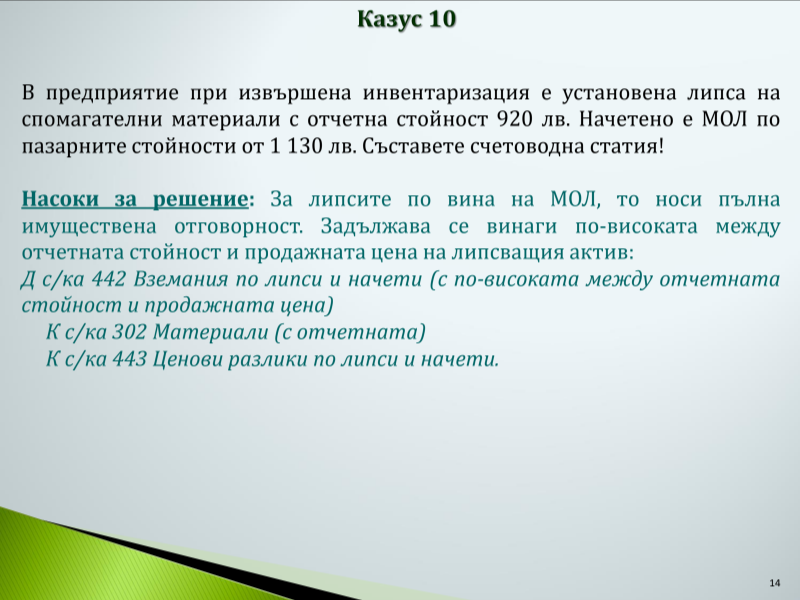 Казус 10
В предприятие при извършена инвентаризация е установена липса на
спомагателни материали с отчетна стойност 920 лв. Начетено е МОЛ по
пазарните стойности от 1 130 лв. Съставете счетоводна статия!
Насоки за решение: За липсите по вина на МОЛ, то носи пълна
имуществена отговорност. Задължава се винаги по-високата между
отчетната стойност и продажната цена на липсващия актив:
Д с/ка 442 Вземания по липси и начети (с по-високата между отчетната
стойност и продажната цена)
К с/ка 302 Материали (с отчетната)
К с/ка 443 Ценови разлики по липси и начети.
14